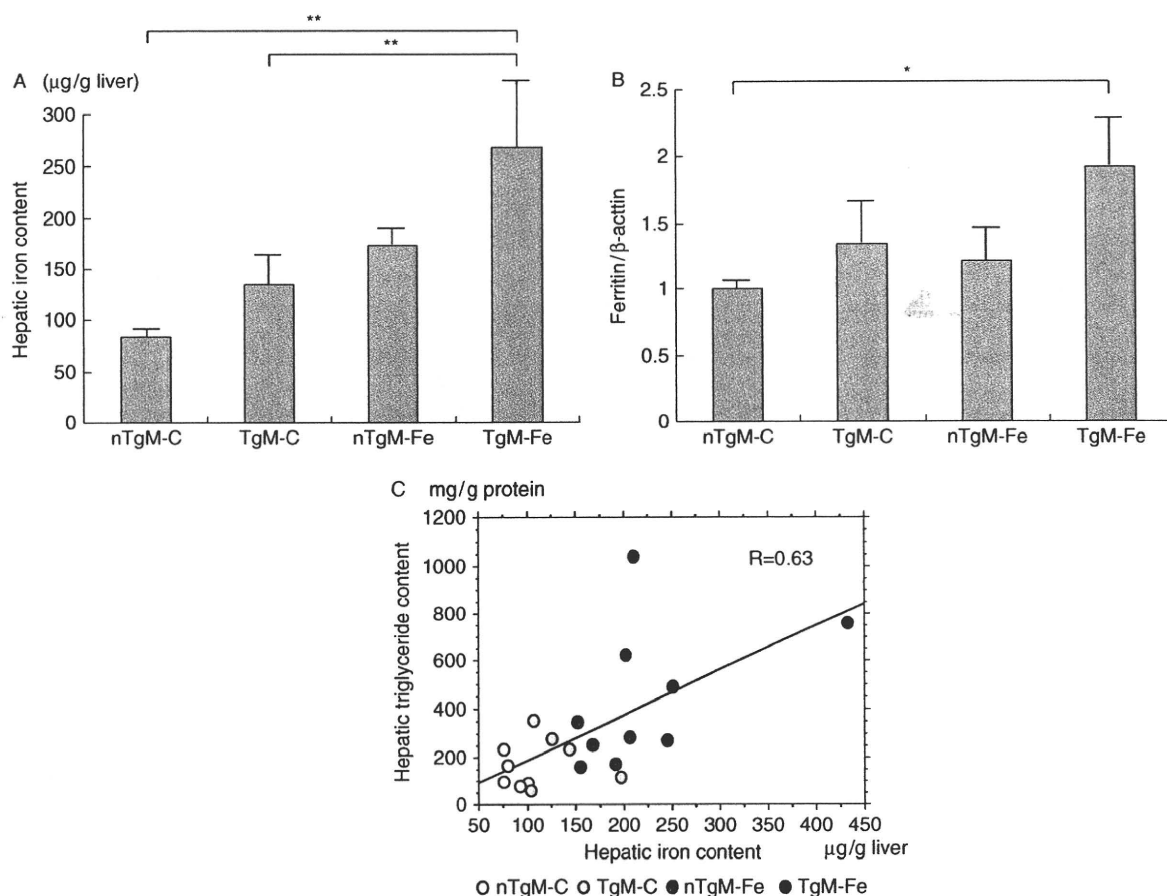 **
**
A (μg/g liver)
Hepatic iron content
300
250
200
150
100
50
0
nTgM-C TgM-C nTgM-Fe TgM-Fe
*
B
Ferritin/β-acttin
2.5
2
1.5
1
0.5
0
nTgM-C TgM-C nTgM-Fe TgM-Fe
C mg/g protein
Hepatic triglyceride content
1200
1000
800
600
400
200
0
R=0.63
50 100 150 200 250 300 350 400 450
Hepatic iron content μg/g liver
nTgM-C TgM-C nTgM-Fe TgM-Fe